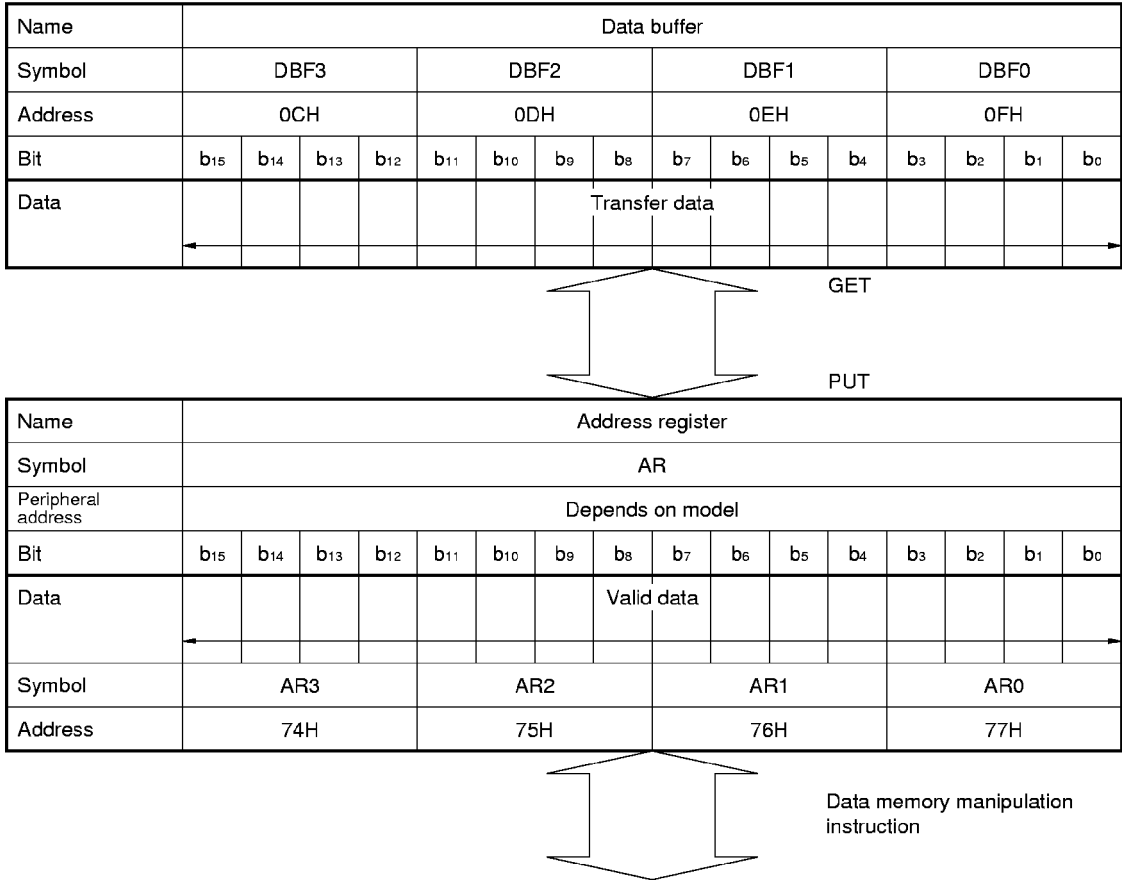 Name Data buffer
Symbol DBF3 DBF2 DBF1 DBF0
Address 0CH 0DH 0EH 0FH
Bit b15 b14 b13 b12 b11 b10 b9 b8 b7 b6 b5 b4 b3 b2 b1 b0
Data Transfer data
GET
PUT
Name Address register
Symbol AR
Peripheral
address Depends on model
Bit b15 b14 b13 b12 b11 b10 b9 b8 b7 b6 b5 b4 b3 b2 b1 b0
Data Valid data
Symbol AR3 AR2 AR1 AR0
Address 74H 75H 76H 77H
Data memory manipulation
instruction